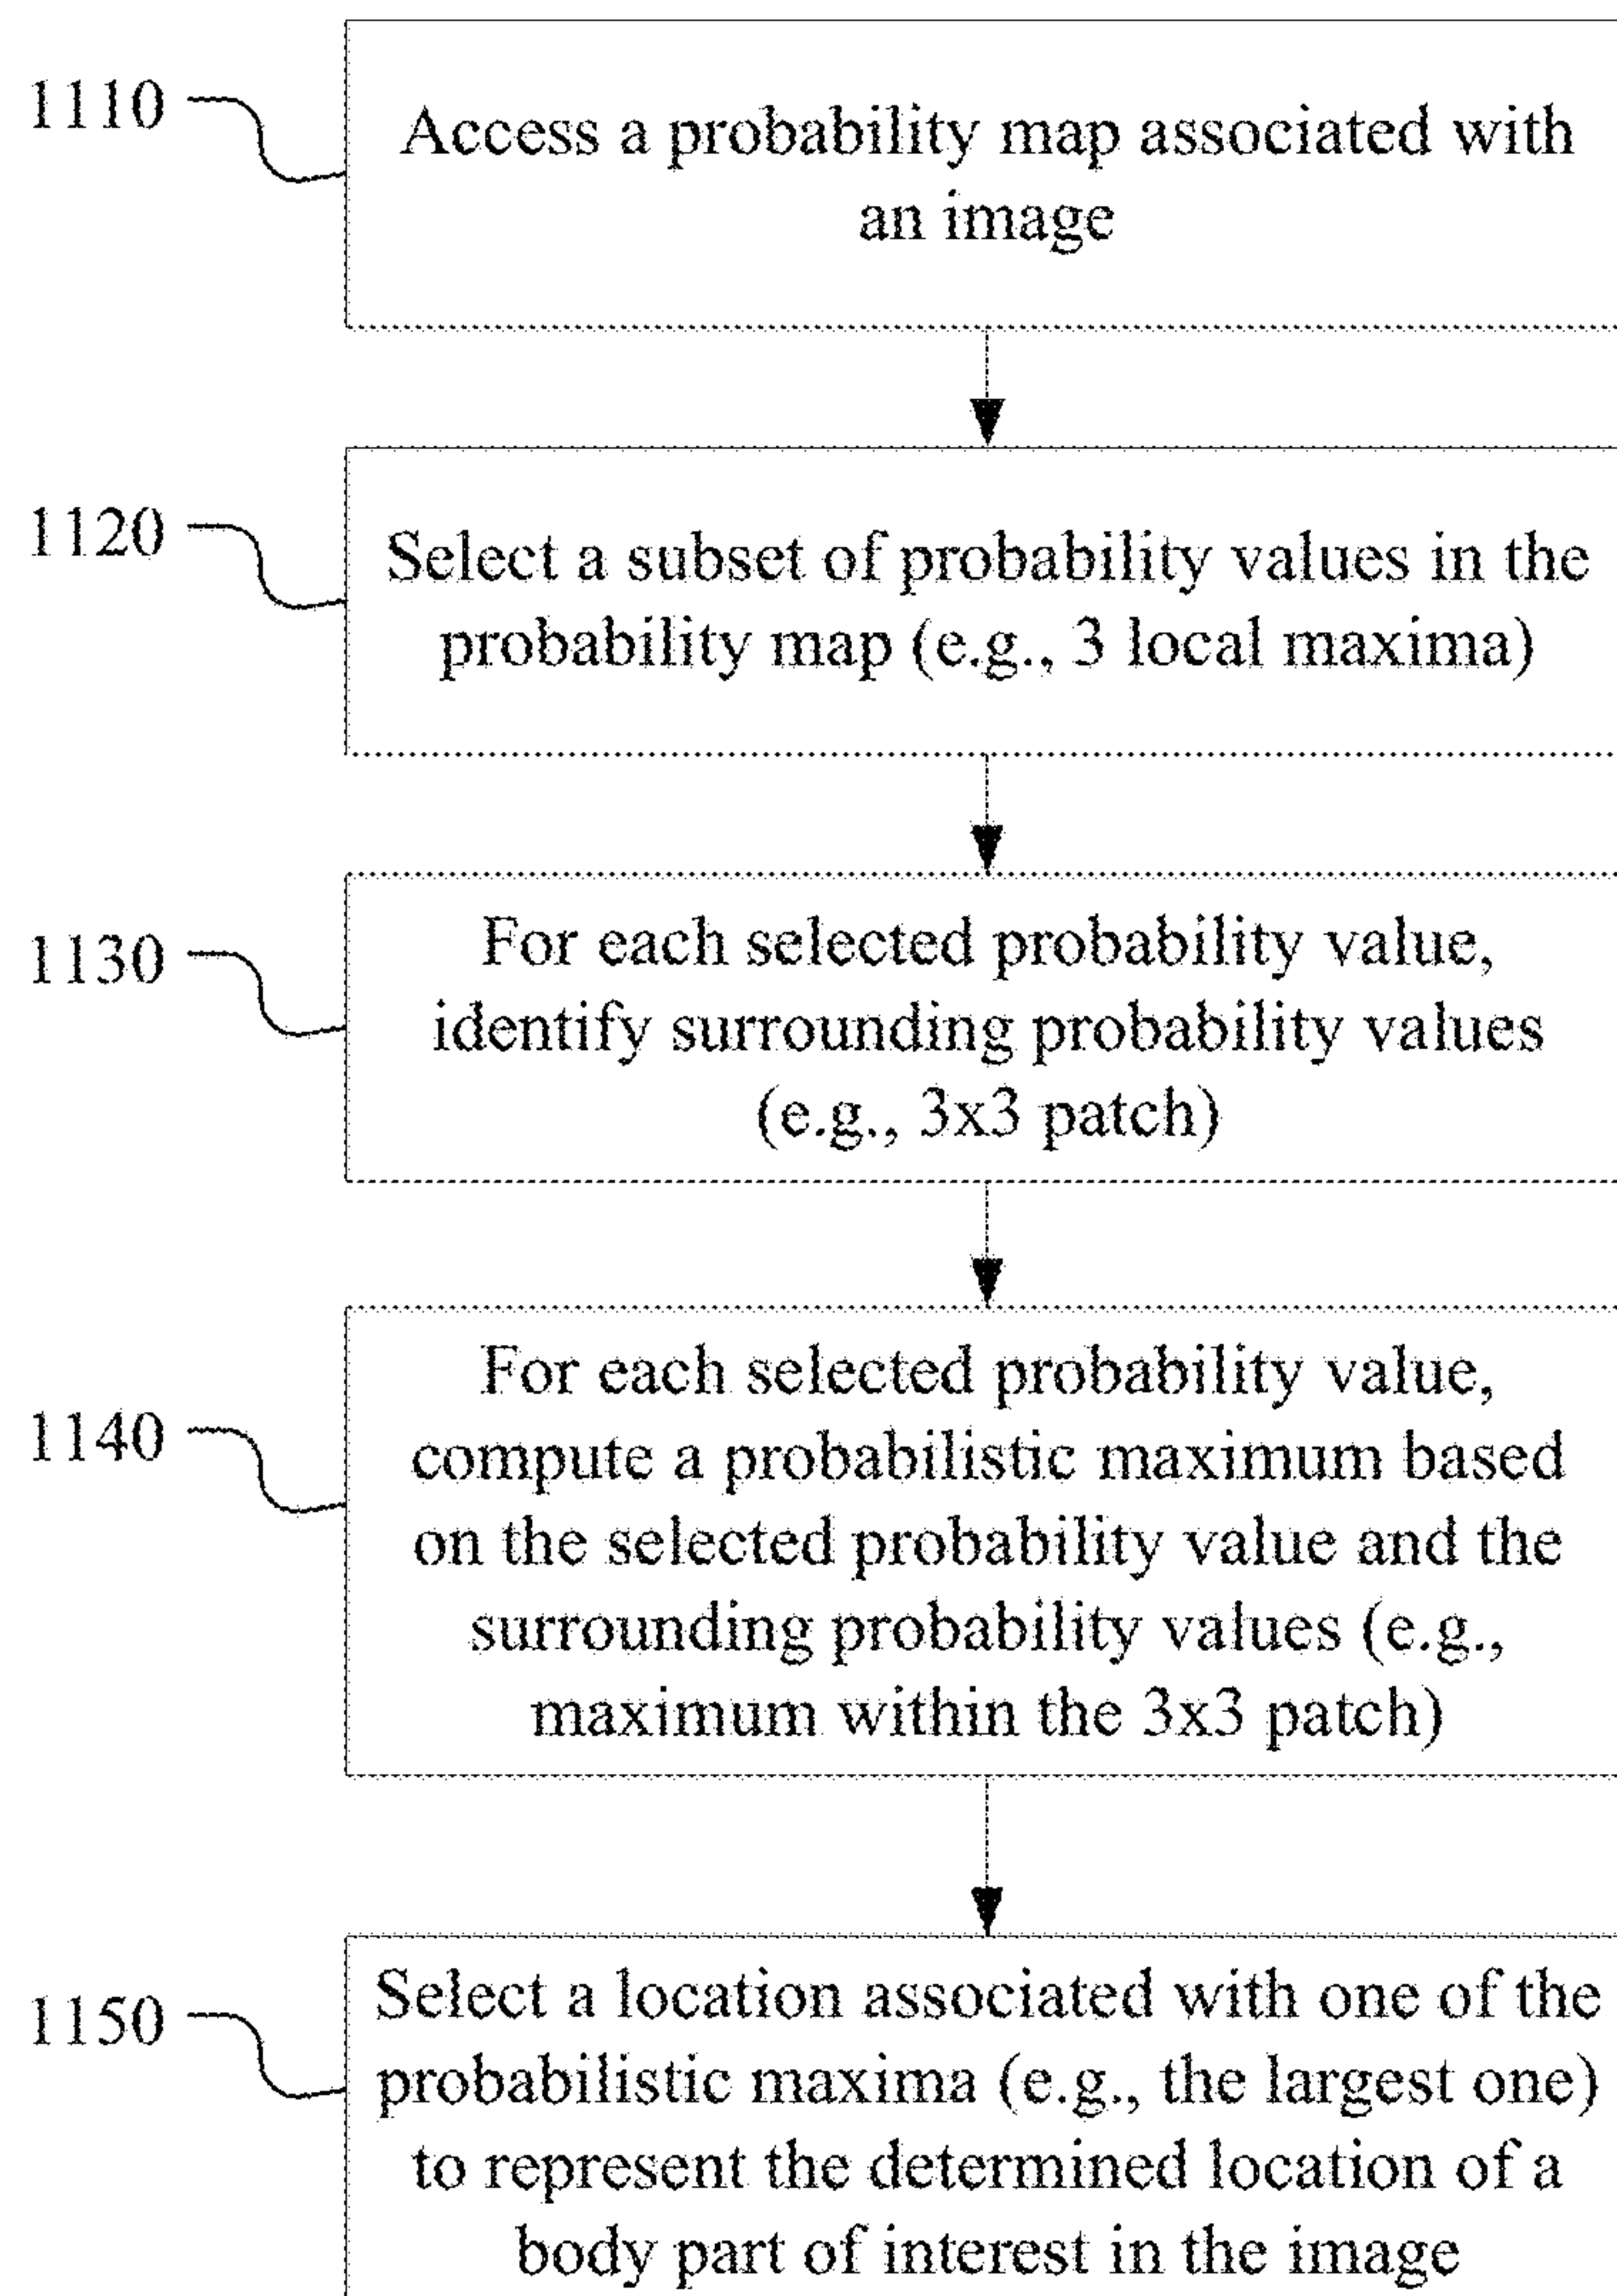 1110
Access a probability map associated with
an image
1120
Select a subset of probability values in the
probability map (e.g., 3 local maxima)
1130
For each selected probability value,
identify surrounding probability values
(e.g., 3x3 patch)
1140
For each selected probability value,
compute a probabilistic maximum based
on the selected probability value and the
surrounding probability values (e.g.,
maximum within the 3x3 patch)
1150
Select a location associated with one of the
probabilistic maxima (e.g., the largest one)
to represent the determined location of a
body part of interest in the image